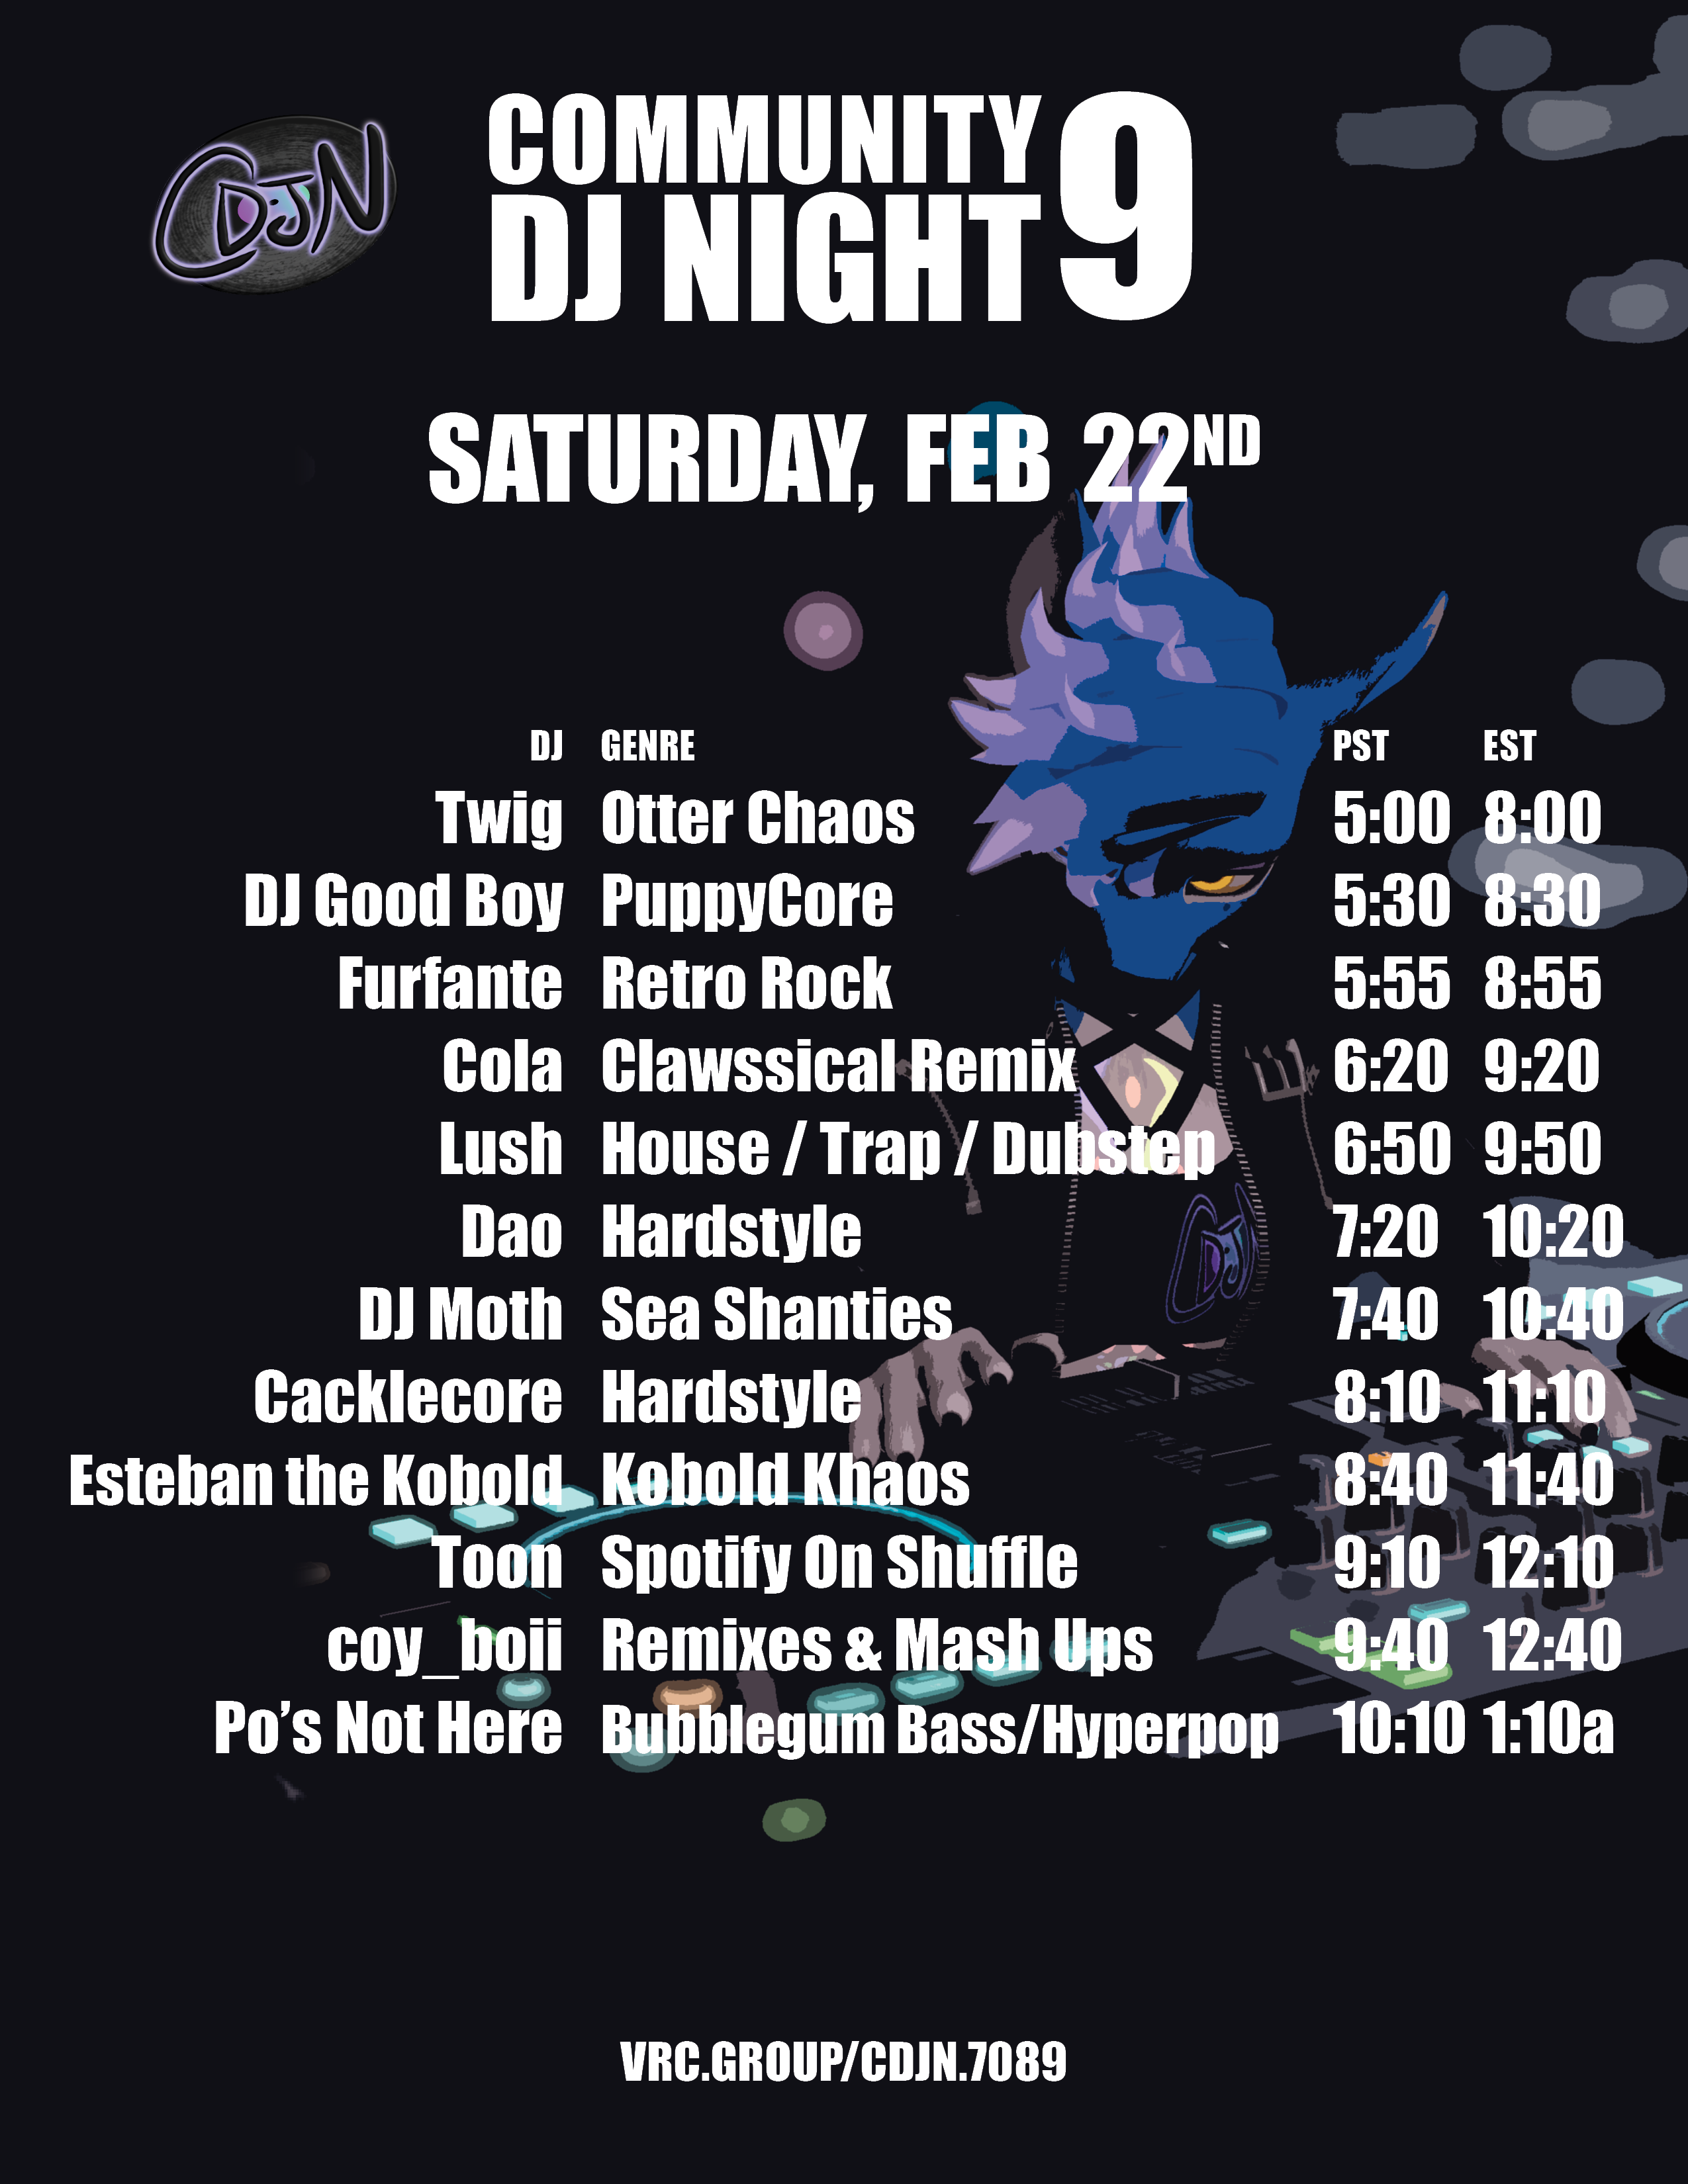 CDJN
COMMUNITY
DJ NIGHT 9
SATURDAY, FEB 22ND
DJ GENRE PST EST
Twig Otter Chaos 5:00 8:00
DJ Good Boy PuppyCore 5:30 8:30
Furfante Retro Rock 5:55 8:55
Cola Clawssical Remix 6:20 9:20
Lush House / Trap / Dubstep 6:50 9:50
Dao Hardstyle 7:20 10:20
CDJ
DJ Moth Sea Shanties 7:40 10:40
Cacklecore Hardstyle 8:10 11:10
Esteban the Kobold Kobold Khaos 8:40 11:40
Toon Spotify On Shuffle 9:10 12:10
coy_boii Remixes & Mash Ups 9:40 12:40
Po’s Not Here Bubblegum Bass/Hyperpop 10:10 1:10a
VRC.GROUP/CDJN.7089